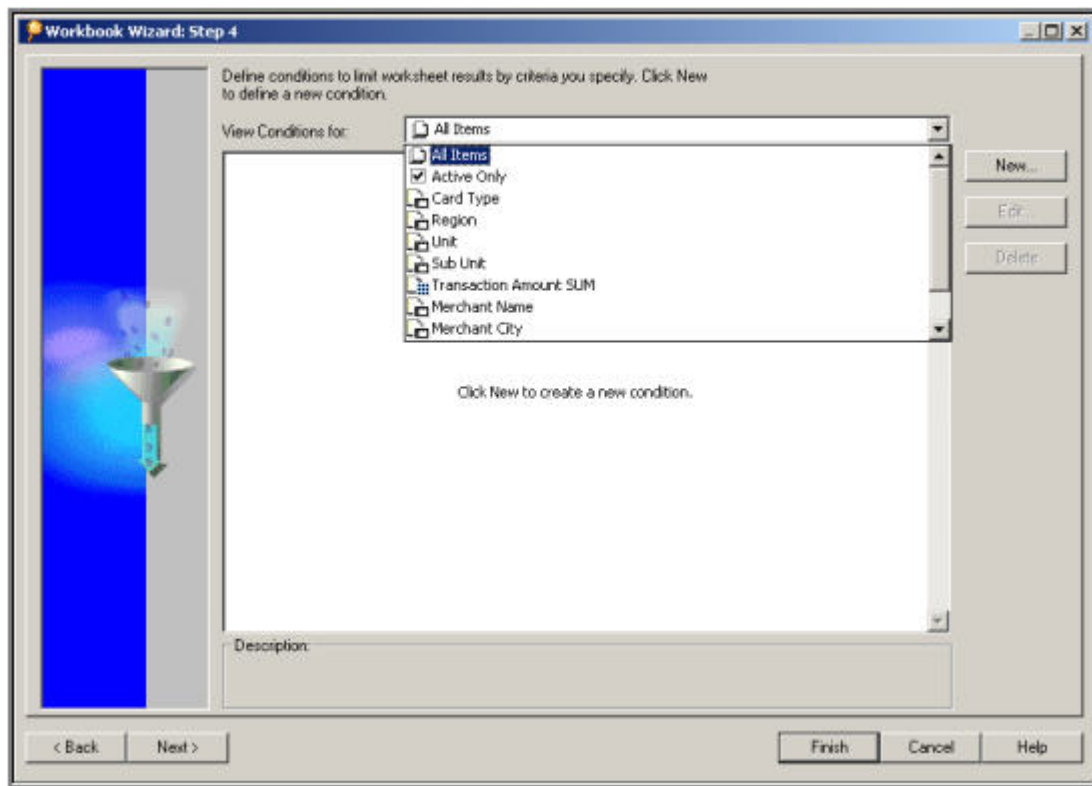 Workbook Wizard: Step 4
Define conditions to limit worksheet results by criteria you specify. Click New
to define a new condition.
View Conditions for:
All Items
All Items
Active Only
Card Type
Region
Unit
Sub Unit
Transaction Amount SUM
Merchant Name
Merchant City
New...
Edit...
Delete
Click New to create a new condition.
Description:
< Back
Next >
Finish
Cancel
Help